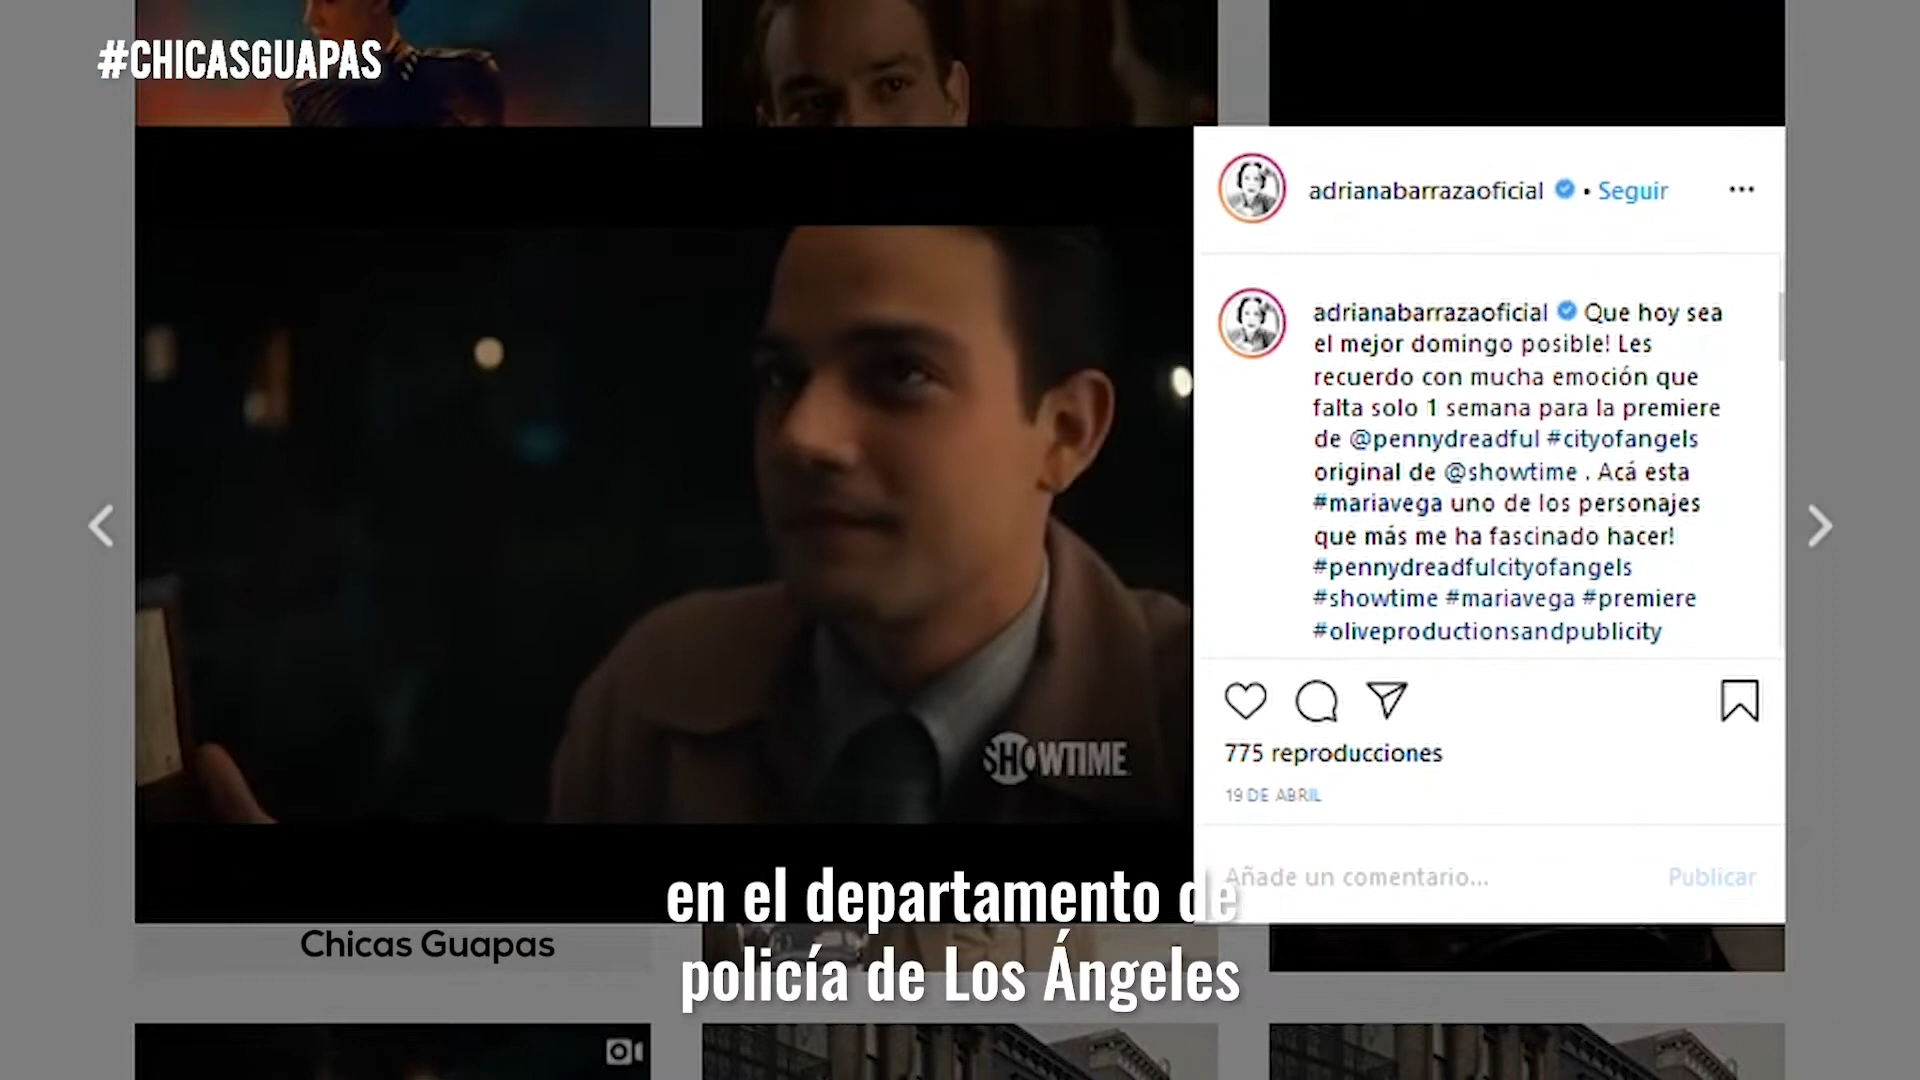 #CHICASGUAPAS
adrianabarrazaoficial • Seguir
adrianabarrazaoficial Que hoy sea
el mejor domingo posible! Les
recuerdo con mucha emoción que
falta solo 1 semana para la premiere
de @pennydreadful #cityofangels
original de @showtime . Acá esta
#mariavega uno de los personajes
que más me ha fascinado hacer!
#pennydreadfulcityofangels
#showtime #mariavega #premiere
#oliveproductionsandpublicity
SHOWTIME
775 reproducciones
19 DE ABRIL
Añade un comentario... Publicar
en el departamento de
policía de Los Ángeles
Chicas Guapas